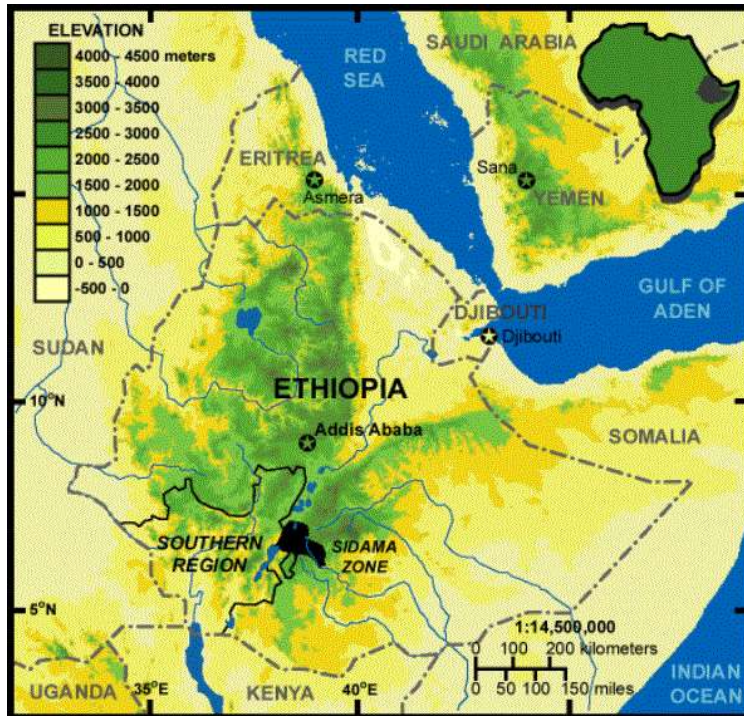 ELEVATION
4000 - 4500 meters
3500 - 4000
3000 - 3500
2500 - 3000
2000 - 2500
1500 - 2000
1000 - 1500
500 - 1000
0 - 500
-500 - 0
RED
SEA
SAUDI ARABIA
ERITREA
Asmera
Sana
YEMEN
GULF OF
ADEN
DJIBOUTI
Djibouti
SUDAN
ETHIOPIA
10°N
Addis Ababa
SOMALIA
SOUTHERN
REGION
SIDAMA
ZONE
5°N
1:14,500,000
0 100 200 kilometers
0 50 100 150 miles
UGANDA
35°E
KENYA
40°E
INDIAN
OCEAN